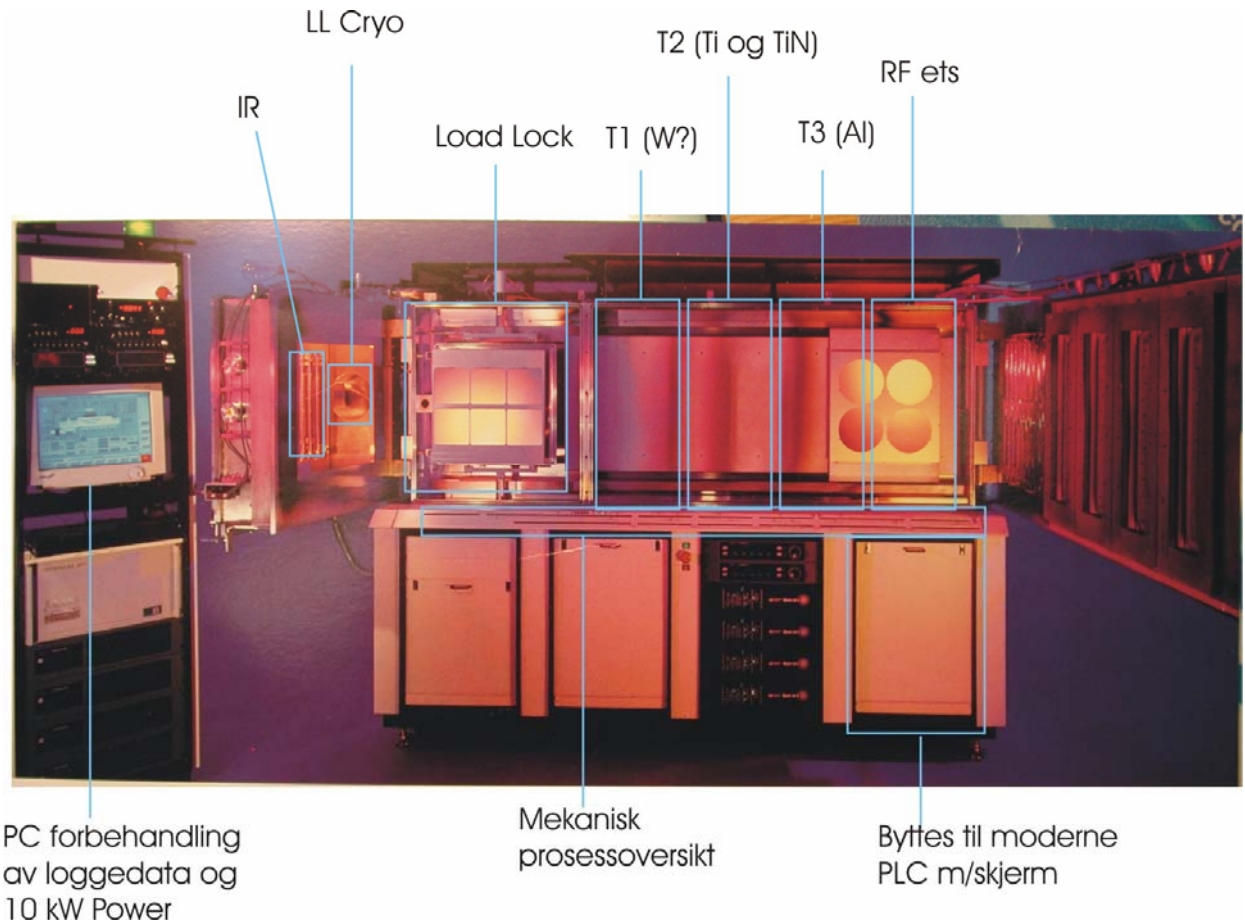 LL Cryo
T2 (Ti og TiN)
RF ets
IR
Load Lock
T1 (W?)
T3 (Al)
PC forbehandling
av loggedata og
10 kW Power
Mekanisk
prosessoversikt
Byttes til moderne
PLC m/skjerm